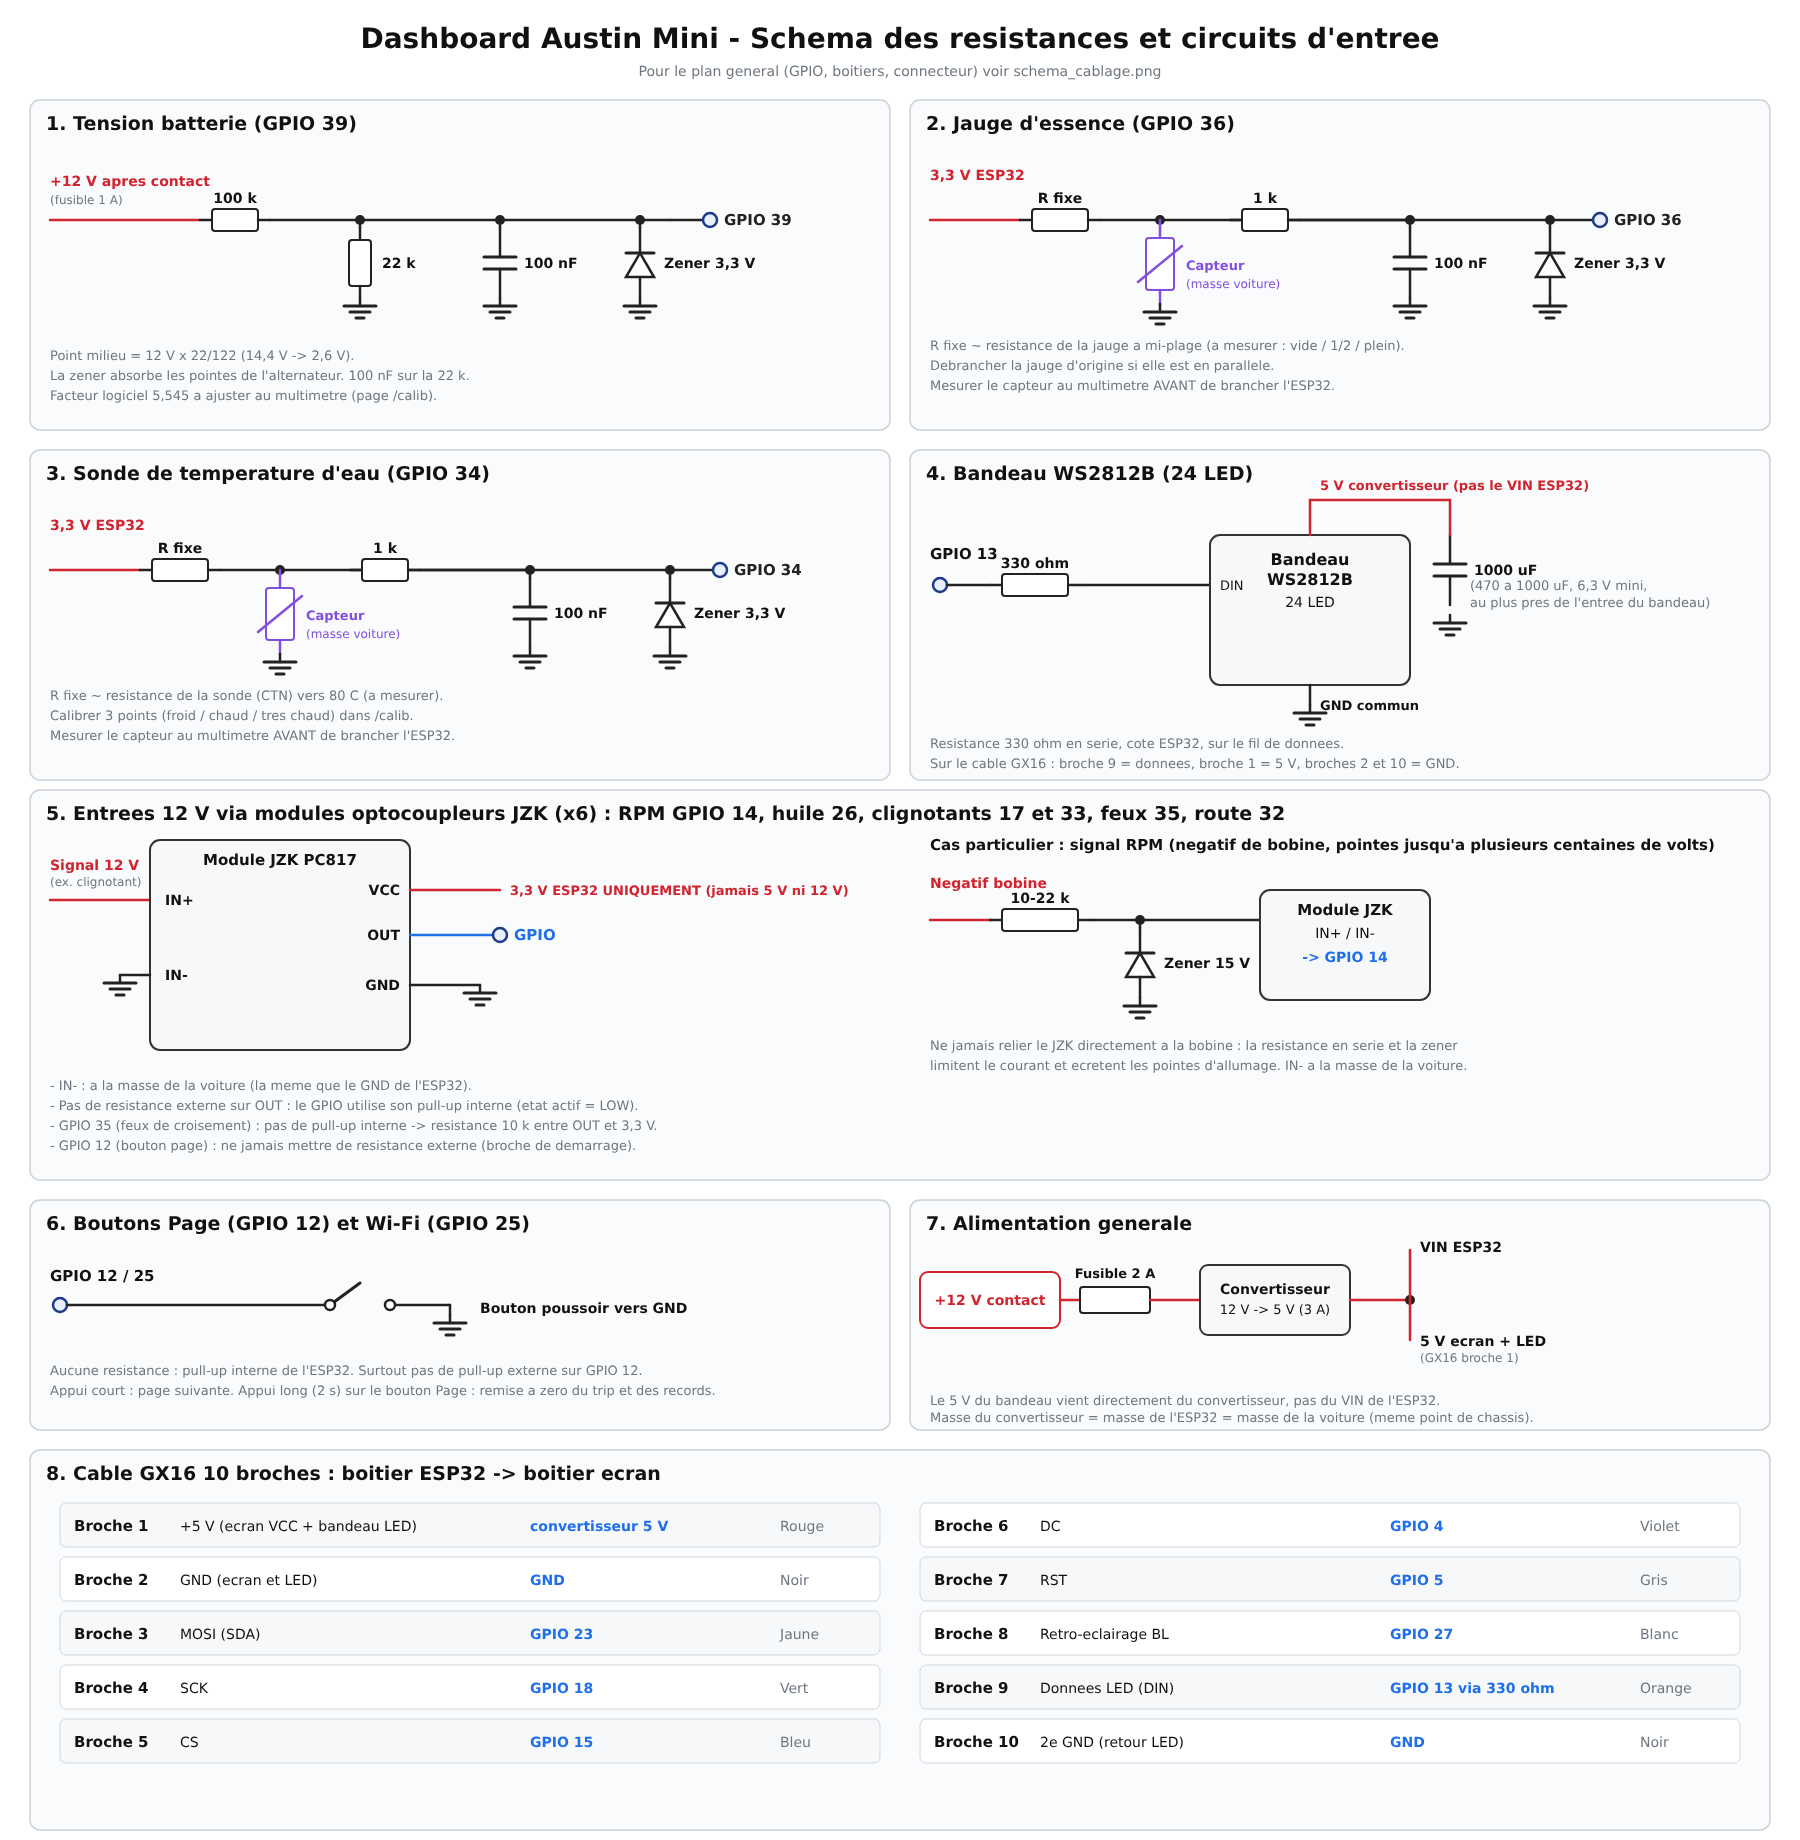 Dashboard Austin Mini - Schema des resistances et circuits d'entree
Pour le plan general (GPIO, boitiers, connecteur) voir schema_cablage.png
1. Tension batterie (GPIO 39)
+12 V apres contact
(fusible 1 A)
100 k
GPIO 39
22 k
100 nF
Zener 3,3 V
Point milieu = 12 V x 22/122 (14,4 V -> 2,6 V).
La zener absorbe les pointes de l'alternateur. 100 nF sur la 22 k.
Facteur logiciel 5,545 a ajuster au multimetre (page /calib).
2. Jauge d'essence (GPIO 36)
3,3 V ESP32
R fixe
1 k
GPIO 36
Capteur
(masse voiture)
100 nF
Zener 3,3 V
R fixe ~ resistance de la jauge a mi-plage (a mesurer : vide / 1/2 / plein).
Debrancher la jauge d'origine si elle est en parallele.
Mesurer le capteur au multimetre AVANT de brancher l'ESP32.
3. Sonde de temperature d'eau (GPIO 34)
3,3 V ESP32
R fixe
1 k
GPIO 34
Capteur
(masse voiture)
100 nF
Zener 3,3 V
R fixe ~ resistance de la sonde (CTN) vers 80 C (a mesurer).
Calibrer 3 points (froid / chaud / tres chaud) dans /calib.
Mesurer le capteur au multimetre AVANT de brancher l'ESP32.
4. Bandeau WS2812B (24 LED)
5 V convertisseur (pas le VIN ESP32)
GPIO 13
330 ohm
DIN
Bandeau
WS2812B
24 LED
1000 uF
(470 a 1000 uF, 6,3 V mini,
au plus pres de l'entree du bandeau)
GND commun
Resistance 330 ohm en serie, cote ESP32, sur le fil de donnees.
Sur le cable GX16 : broche 9 = donnees, broche 1 = 5 V, broches 2 et 10 = GND.
5. Entrees 12 V via modules optocoupleurs JZK (x6) : RPM GPIO 14, huile 26, clignotants 17 et 33, feux 35, route 32
Signal 12 V
(ex. clignotant)
Module JZK PC817
IN+
IN-
VCC
OUT
GND
3,3 V ESP32 UNIQUEMENT (jamais 5 V ni 12 V)
GPIO
- IN- : a la masse de la voiture (la meme que le GND de l'ESP32).
- Pas de resistance externe sur OUT : le GPIO utilise son pull-up interne (etat actif = LOW).
- GPIO 35 (feux de croisement) : pas de pull-up interne -> resistance 10 k entre OUT et 3,3 V.
- GPIO 12 (bouton page) : ne jamais mettre de resistance externe (broche de demarrage).
Cas particulier : signal RPM (negatif de bobine, pointes jusqu'a plusieurs centaines de volts)
Negatif bobine
10-22 k
Zener 15 V
Module JZK
IN+ / IN-
-> GPIO 14
Ne jamais relier le JZK directement a la bobine : la resistance en serie et la zener
limitent le courant et ecretent les pointes d'allumage. IN- a la masse de la voiture.
6. Boutons Page (GPIO 12) et Wi-Fi (GPIO 25)
GPIO 12 / 25
Bouton poussoir vers GND
Aucune resistance : pull-up interne de l'ESP32. Surtout pas de pull-up externe sur GPIO 12.
Appui court : page suivante. Appui long (2 s) sur le bouton Page : remise a zero du trip et des records.
7. Alimentation generale
+12 V contact
Fusible 2 A
Convertisseur
12 V -> 5 V (3 A)
VIN ESP32
5 V ecran + LED
(GX16 broche 1)
Le 5 V du bandeau vient directement du convertisseur, pas du VIN de l'ESP32.
Masse du convertisseur = masse de l'ESP32 = masse de la voiture (meme point de chassis).
8. Cable GX16 10 broches : boitier ESP32 -> boitier ecran
Broche 1 +5 V (ecran VCC + bandeau LED) convertisseur 5 V Rouge
Broche 2 GND (ecran et LED) GND Noir
Broche 3 MOSI (SDA) GPIO 23 Jaune
Broche 4 SCK GPIO 18 Vert
Broche 5 CS GPIO 15 Bleu
Broche 6 DC GPIO 4 Violet
Broche 7 RST GPIO 5 Gris
Broche 8 Retro-eclairage BL GPIO 27 Blanc
Broche 9 Donnees LED (DIN) GPIO 13 via 330 ohm Orange
Broche 10 2e GND (retour LED) GND Noir